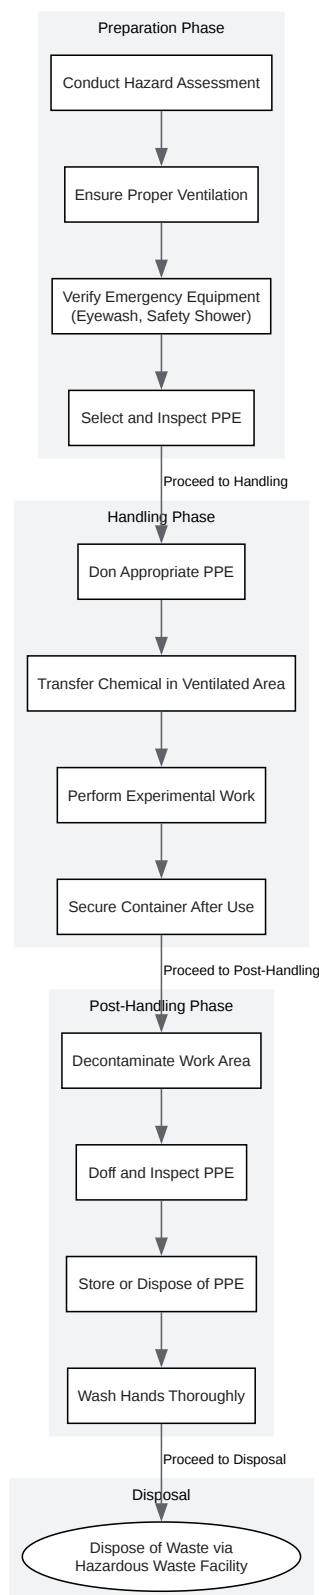 Preparation Phase
Conduct Hazard Assessment
Ensure Proper Ventilation
Verify Emergency Equipment
(Eyewash, Safety Shower)
Select and Inspect PPE
Proceed to Handling
Handling Phase
Don Appropriate PPE
Transfer Chemical in Ventilated Area
Perform Experimental Work
Secure Container After Use
Proceed to Post-Handling
Post-Handling Phase
Decontaminate Work Area
Doff and Inspect PPE
Store or Dispose of PPE
Wash Hands Thoroughly
Proceed to Disposal
Disposal
Dispose of Waste via
Hazardous Waste Facility